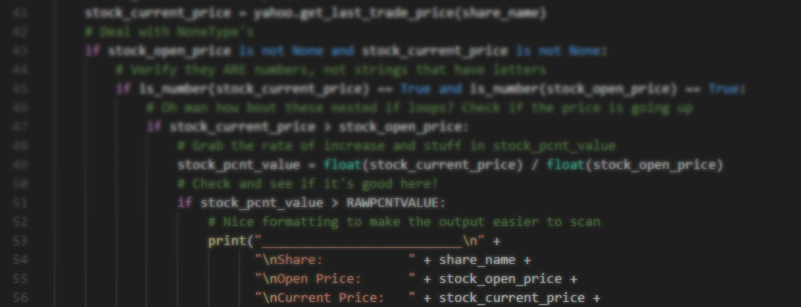 41 stock_current_price = yahoo.get_last_trade_price(share_name)
42 # Deal with NoneType's
43 if stock_open_price is not None and stock_current_price is not None:
44 # Verify they ARE numbers, not strings that have letters
45 if is_number(stock_current_price) == True and is_number(stock_open_price) == True:
46 # Oh man how bout these nested if loops? Check if the price is going up
47 if stock_current_price > stock_open_price:
48 # Grab the rate of increase and stuff in stock_pcnt_value
49 stock_pcnt_value = float(stock_current_price) / float(stock_open_price)
50 # Check and see if it's good here!
51 if stock_pcnt_value > RAWPCNTVALUE:
52 # Nice formatting to make the output easier to scan
53 print("__________________________\n" +
54 "\nShare:           " + share_name +
55 "\nOpen Price:      " + stock_open_price +
56 "\nCurrent Price:   " + stock_current_price +